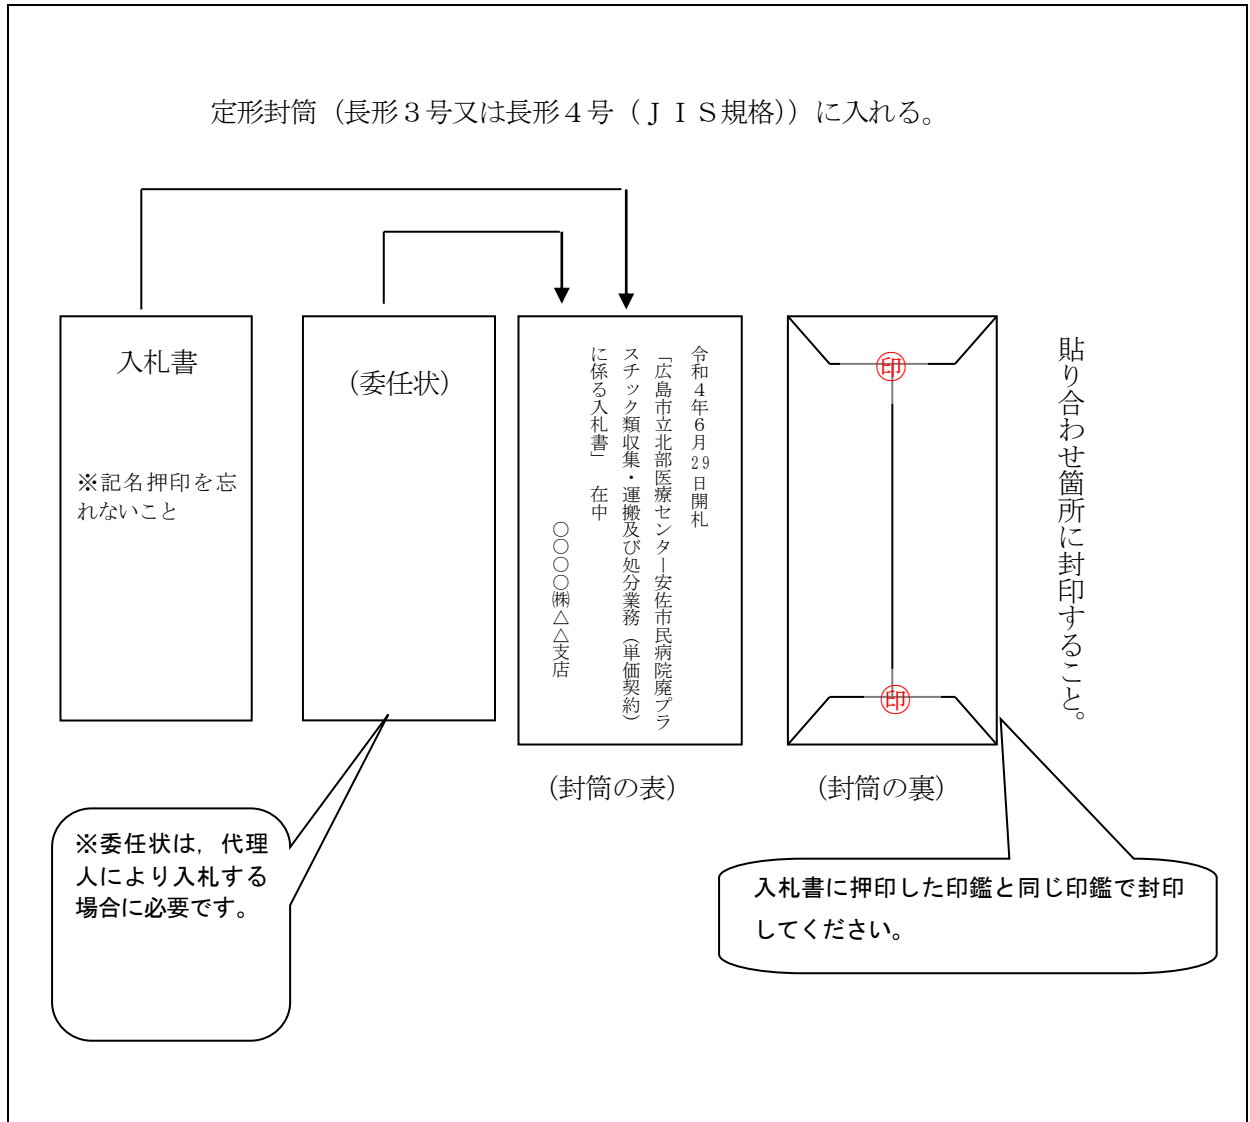 定形封筒（長形３号又は長形４号（ＪＩＳ規格））に入れる。
入札書
※記名押印を忘
れないこと
（委任状）
令和４年６月29日開札
「広島市立北部医療センター安佐市民病院廃プラ
スチック類収集・運搬及び処分業務（単価契約）
に係る入札書」　在中
○○○○㈱△△支店
印
印
貼り合わせ箇所に封印すること。
（封筒の表）
（封筒の裏）
※委任状は，代理
人により入札する
場合に必要です。
入札書に押印した印鑑と同じ印鑑で封印
してください。